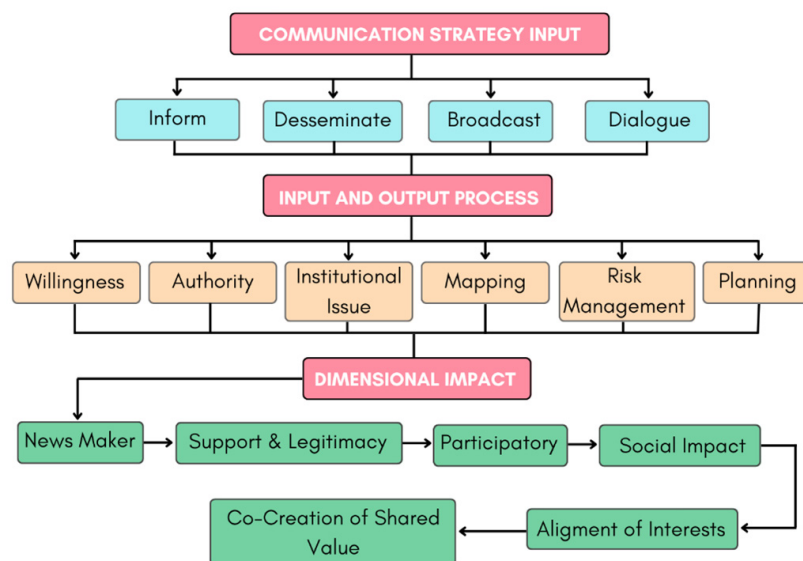 COMMUNICATION STRATEGY INPUT
Inform
Desseminate
Broadcast
Dialogue
INPUT AND OUTPUT PROCESS
Willingness
Authority
Institutional
Issue
Mapping
Risk
Management
Planning
DIMENSIONAL IMPACT
News Maker
Support & Legitimacy
Participatory
Social Impact
Co-Creation of Shared
Value
Aligment of Interests